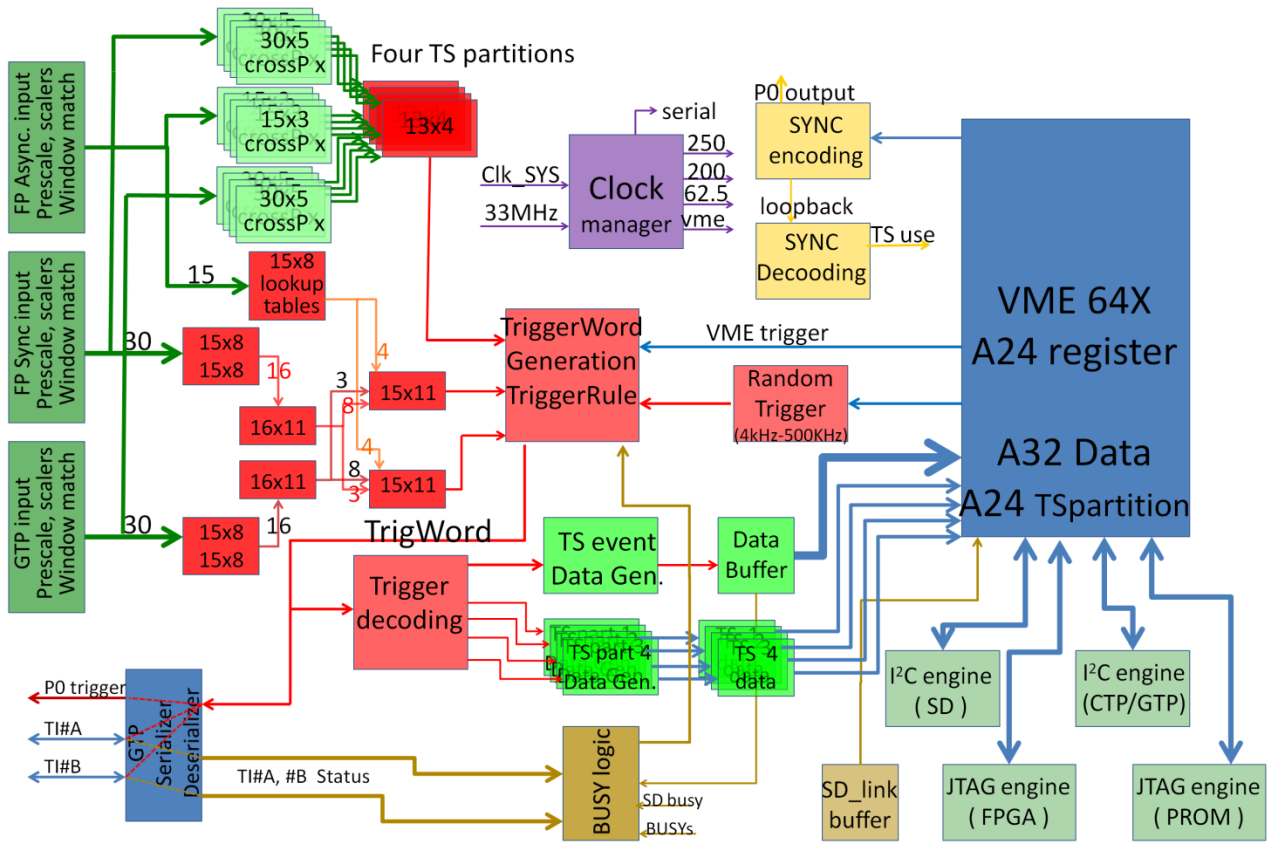 30x5
crossP x
15x3
crossP x
30x5
crossP x
Four TS partitions
13x4
FP Async. input
Prescale, scalers
Window match
FP Sync input
Prescale, scalers
Window match
GTP input
Prescale, scalers
Window match
serial
Clk_SYS
33MHz
Clock
manager
250
200
62.5
vme
P0 output
SYNC
encoding
loopback
SYNC
Decooding
TS use
VME 64X
A24 register
A32 Data
A24 TSpartition
15
15x8
lookup
tables
30
15x8
15x8
16
16x11
3
8
4
15x11
16x11
8
3
4
15x11
30
15x8
15x8
16
TriggerWord
Generation
TriggerRule
VME trigger
Random
Trigger
(4kHz-500KHz)
TrigWord
Trigger
decoding
TS event
Data Gen.
Data
Buffer
TS part 4
Data Gen.
TS 4
data
P0 trigger
TI#A
TI#B
GTP
Serializer
Deserializer
TI#A, #B Status
BUSY logic
SD busy
BUSYs
SD_link
buffer
I²C engine
( SD )
I²C engine
(CTP/GTP)
JTAG engine
( FPGA )
JTAG engine
( PROM )